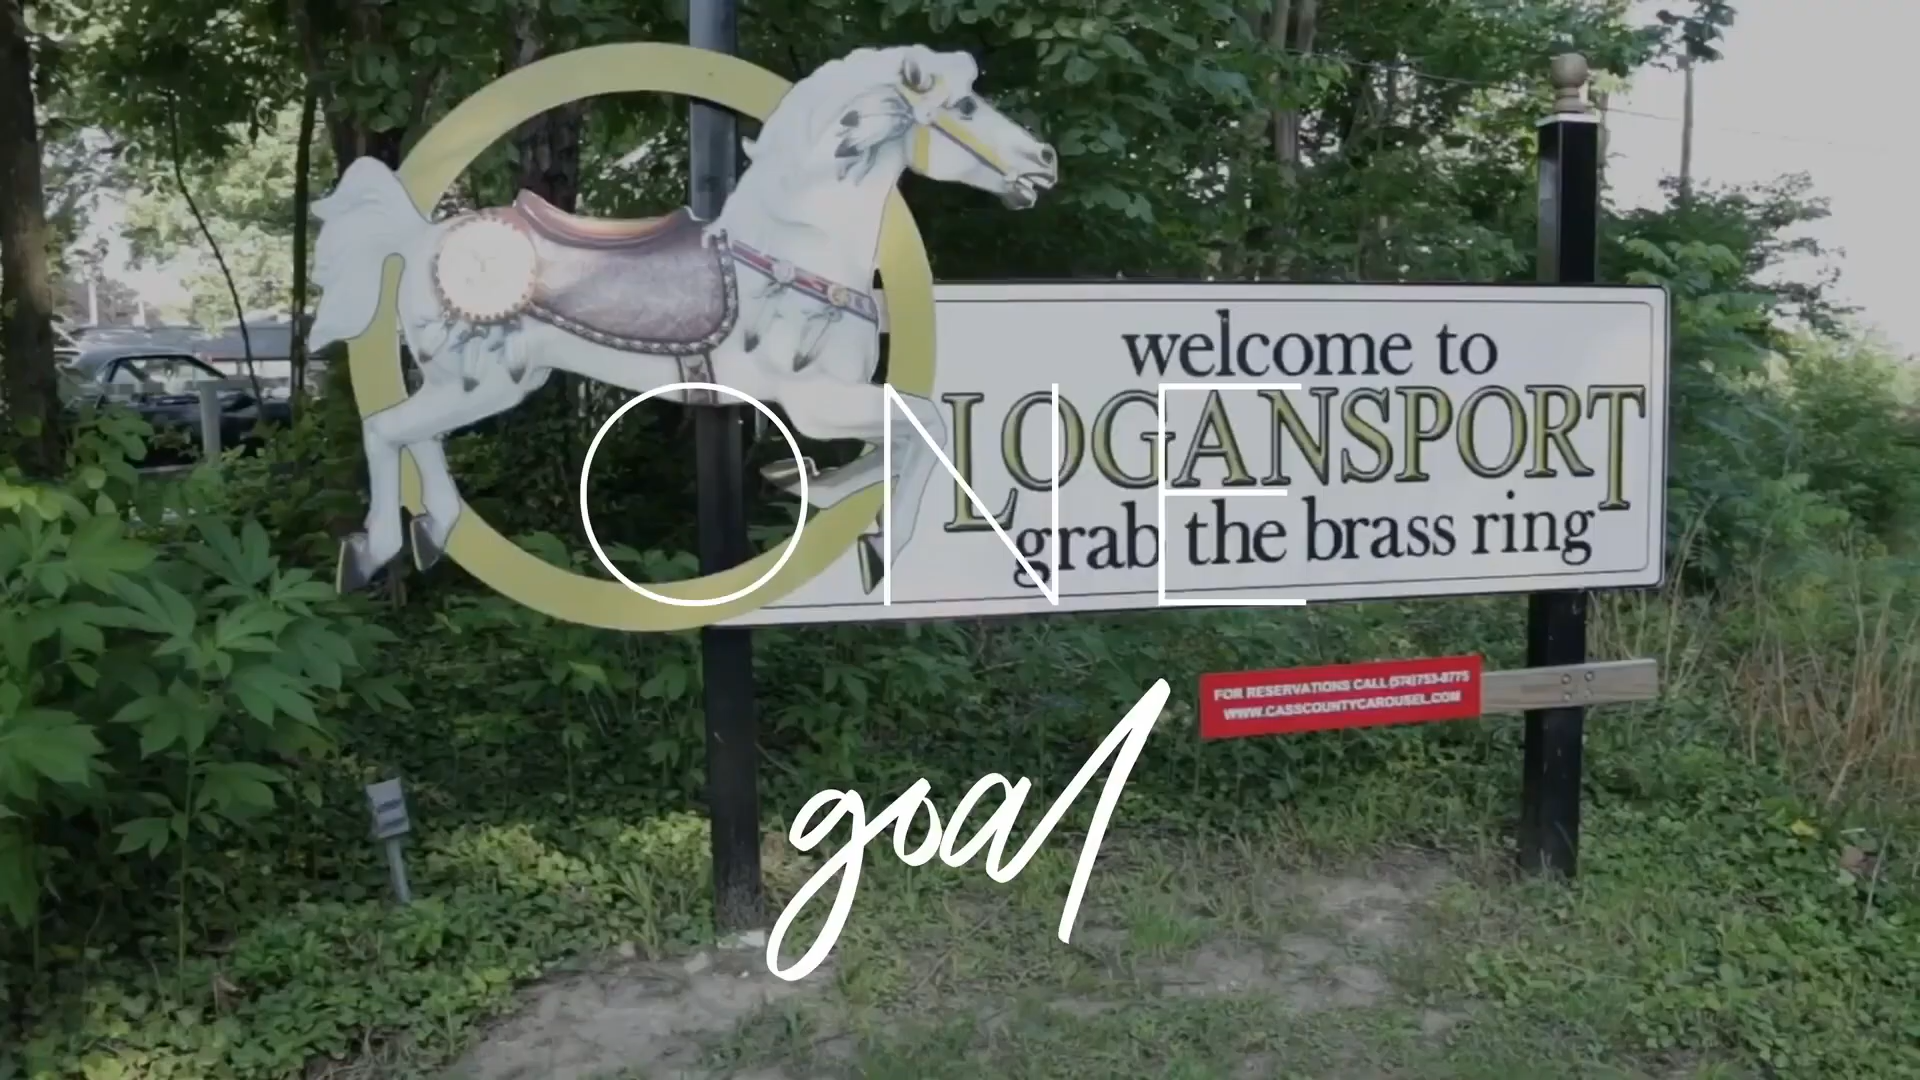 welcome to
LOGANSPORT
grab the brass ring
ONE
FOR RESERVATIONS CALL (574)753-8775
WWW.CASSCOUNTYCAROUSEL.COM
goal